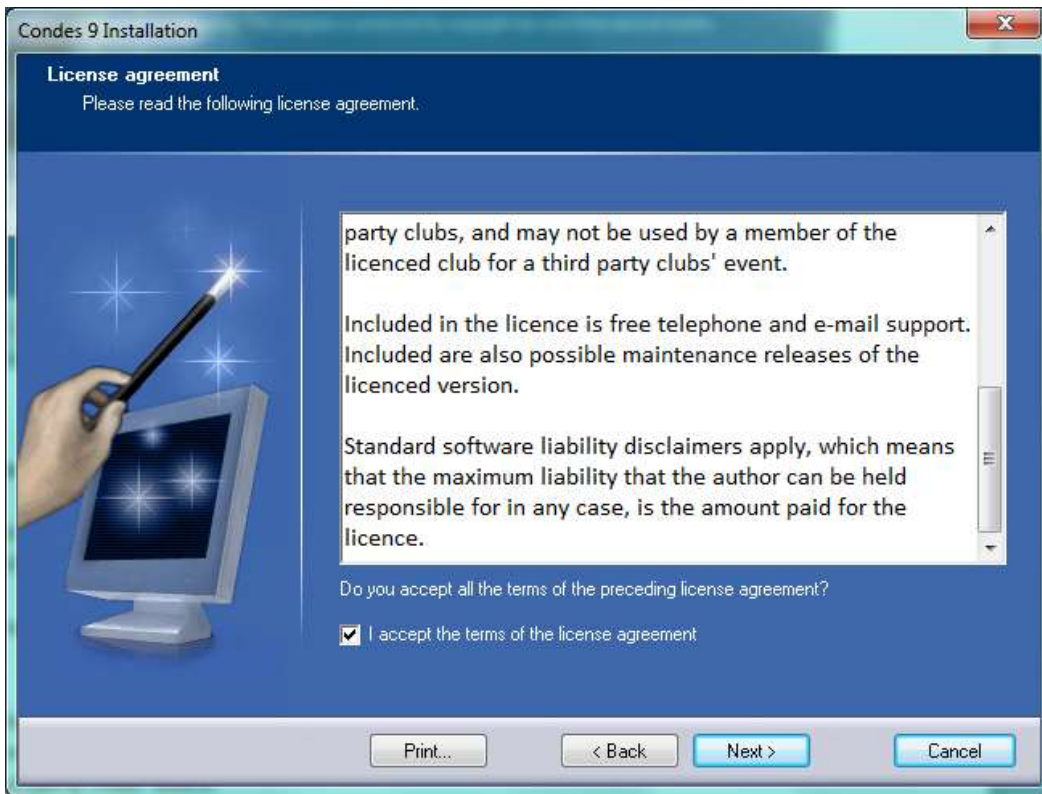 Condes 9 Installation
License agreement
Please read the following license agreement.
party clubs, and may not be used by a member of the
licenced club for a third party clubs' event.
Included in the licence is free telephone and e-mail support.
Included are also possible maintenance releases of the
licenced version.
Standard software liability disclaimers apply, which means
that the maximum liability that the author can be held
responsible for in any case, is the amount paid for the
licence.
Do you accept all the terms of the preceding license agreement?
I accept the terms of the license agreement
Print... < Back Next > Cancel